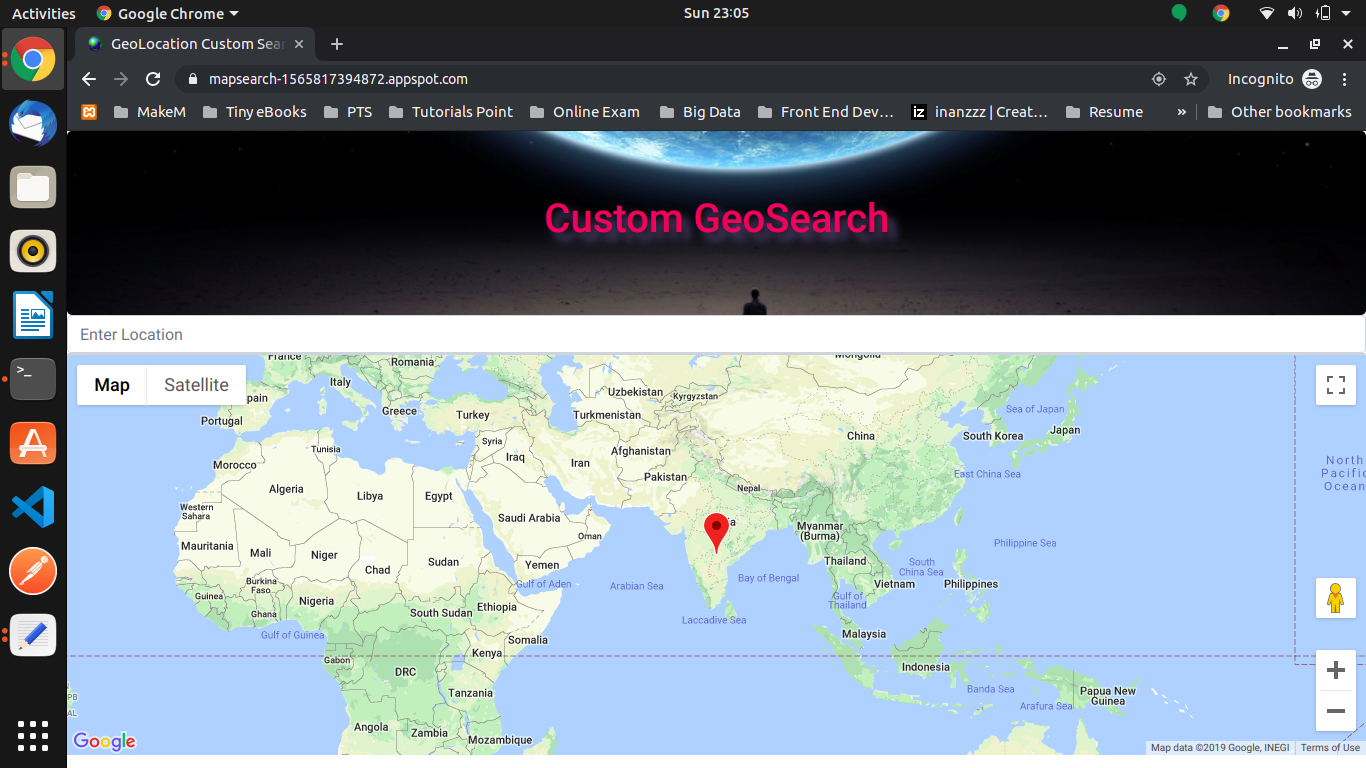 Activities
Google Chrome
Sun 23:05
GeoLocation Custom Sear
mapsearch-1565817394872.appspot.com
Incognito
MakeM
Tiny eBooks
PTS
Tutorials Point
Online Exam
Big Data
Front End Dev…
iz
inanzzz | Creat…
Resume
»
Other bookmarks
Custom GeoSearch
Enter Location
Map
Satellite
France
Romania
Mongolia
Italy
Uzbekistan
Kyrgyzstan
pain
Portugal
Greece
Turkey
Turkmenistan
Sea of Japan
Japan
South Korea
China
Syria
Tunisia
Iraq
Iran
Afghanistan
Morocco
Pakistan
East China Sea
North
Pacific
Ocean
Algeria
Libya
Egypt
Nepal
Western
Sahara
Saudi Arabia
ia
Myanmar
(Burma)
Oman
Mauritania
Mali
Niger
Chad
Sudan
Yemen
Philippine Sea
Thailand
South
China Sea
Gulf of Aden
Arabian Sea
Bay of Bengal
Vietnam
Philippines
Burkina
Faso
Guinea
Nigeria
Ghana
South Sudan
Ethiopia
Gulf of
Thailand
Laccadive Sea
Gulf of Guinea
Somalia
Malaysia
Gabon
DRC
Kenya
Indonesia
Tanzania
Banda Sea
Papua New
Guinea
Arafura Sea
PB
AL
Angola
Zambia
Mozambique
Google
Map data ©2019 Google, INEGI
Terms of Use
>_